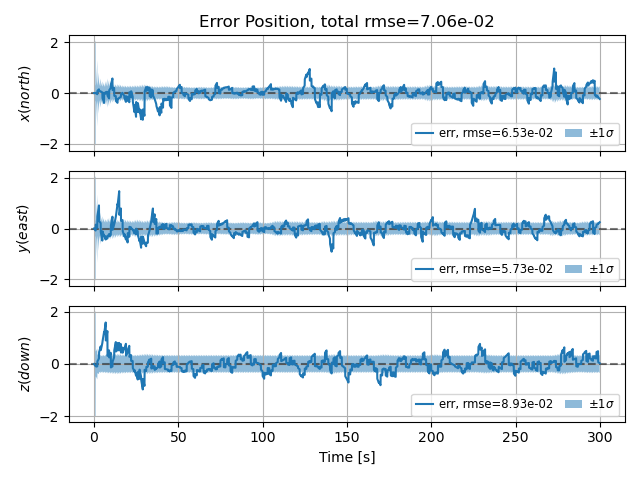 Error Position, total rmse=7.06e-02
x(north)
2
0
−2
err, rmse=6.53e-02 ±1σ
y(east)
2
0
−2
err, rmse=5.73e-02 ±1σ
z(down)
2
0
−2
err, rmse=8.93e-02 ±1σ
0 50 100 150 200 250 300
Time [s]